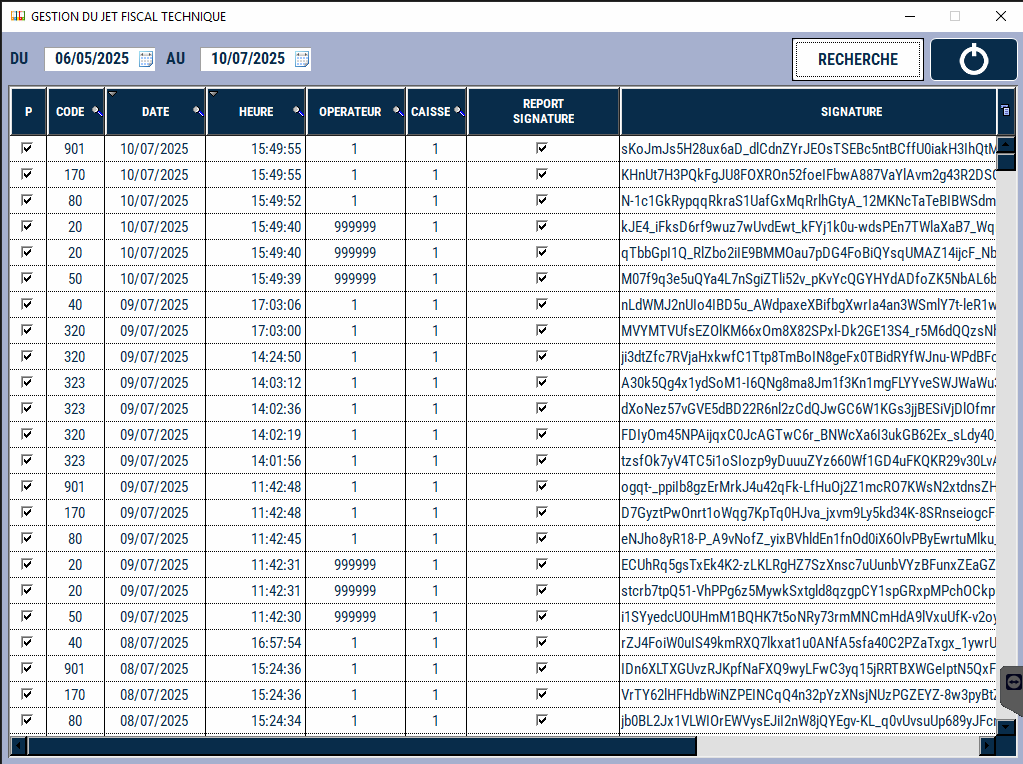 GESTION DU JET FISCAL TECHNIQUE
DU 06/05/2025 AU 10/07/2025 RECHERCHE
P CODE DATE HEURE OPERATEUR CAISSE REPORT SIGNATURE SIGNATURE
901 10/07/2025 15:49:55 1 1 sKoJmJs5H28ux6aD_dlCdnZYrJEOsTSEBc5ntBCffU0iakH3IhQtM
170 10/07/2025 15:49:55 1 1 KHnUt7H3PQkFgJU8FOXROn52foeIFbwA887VaYlAvm2g43R2DS
80 10/07/2025 15:49:52 1 1 N-1c1GkRypqqRkraS1UafGxMqRrlhGtyA_12MKNcTaTeBIBWSdm
20 10/07/2025 15:49:40 999999 1 kJE4_iFksD6rf9wuz7wUvdEwt_kFYj1k0u-wdsPEn7TWlaXaB7_Wq
20 10/07/2025 15:49:40 999999 1 qTbbGpI1Q_RlZbo2iiIE9BMMOau7pDG4FoBiQYsqUMAZ14ijcF_Nb
50 10/07/2025 15:49:39 999999 1 M07f9q3e5uQYa4L7nSgiZTli52v_pKvYcQGYHYdADfoZK5NbAL6b
40 09/07/2025 17:03:06 1 1 nLdWMJ2nUIo4IBD5u_AWdpaxeXBifbgXwrIa4an3WSmlY7t-leR1w
320 09/07/2025 17:03:00 1 1 MVYMTVUfsEZOlKM66xOm8X82SPxl-Dk2GE13S4_r5M6dQQzsNh
320 09/07/2025 14:24:50 1 1 ji3dtZfc7RVjaHxkwfC1Ttp8TmBoIN8geFx0TBidRYfWJnu-WPdBFc
323 09/07/2025 14:03:12 1 1 A30k5Qg4x1ydSoM1-I6QNg8ma8Jm1f3Kn1mgFLYYveSWJWaWu
323 09/07/2025 14:02:36 1 1 dXoNez57vGVE5dBD22R6nl2zCdQJwGC6W1KGs3jjBESiVjDlOfmr
320 09/07/2025 14:02:19 1 1 FDIyOm45NPAijqxC0JcAGTwC6r_BNWcXa6I3ukGB62Ex_sLdy40
323 09/07/2025 14:01:56 1 1 tzsfOk7yV4TC5i1oSIozp9yDuuuZYz660Wf1GD4uFKQKR29v30Lv
901 09/07/2025 11:42:48 1 1 ogqt-_ppiIb8gzErMrkJ4u42qFk-LfHuOj2Z1mcRO7KWsN2xtdnsZH
170 09/07/2025 11:42:48 1 1 D7GyztPwOnrt1oWqg7KpTq0HJva_jxvm9Ly5kd34K-8SRnseiogcF
80 09/07/2025 11:42:45 1 1 eNJho8yR18-P_A9vNofZ_yixBVhldEn1fnOd0iX6OlvPByEwrtuMlku
20 09/07/2025 11:42:31 999999 1 ECUhRq5gsTxEk4K2-zLKLRgHZ7SzXnsc7uUunbVYzBFunxZEaGZ
20 09/07/2025 11:42:31 999999 1 stcrb7tpQ51-VhPPg6z5MywkSxtgld8qzgpCY1spGRxpMPchOCkp
50 09/07/2025 11:42:30 999999 1 i1SYyedcUOUHmM1BQHK7t5oNRy73rmMNCmHdA9lVxuUfK-v2oy
40 08/07/2025 16:57:54 1 1 rZJ4FoiW0uIS49kmRXQ7lkxat1u0ANfA5sfa40C2PZaTxgx_1ywrU
901 08/07/2025 15:24:36 1 1 IDn6XLTXGUvzRJKpfNaFXQ9wyLFwC3yq15jRRTBXWGeIptN5QxF
170 08/07/2025 15:24:36 1 1 VrTY62lHFHdbWiNZPEINCqQ4n32pYzXNsjNUzPGZEYZ-8w3pyBt
80 08/07/2025 15:24:34 1 1 jb0BL2Jx1VLWIOrEWVysEJiI2nW8jQYEgv-KL_q0vUvsuUp689yJFc